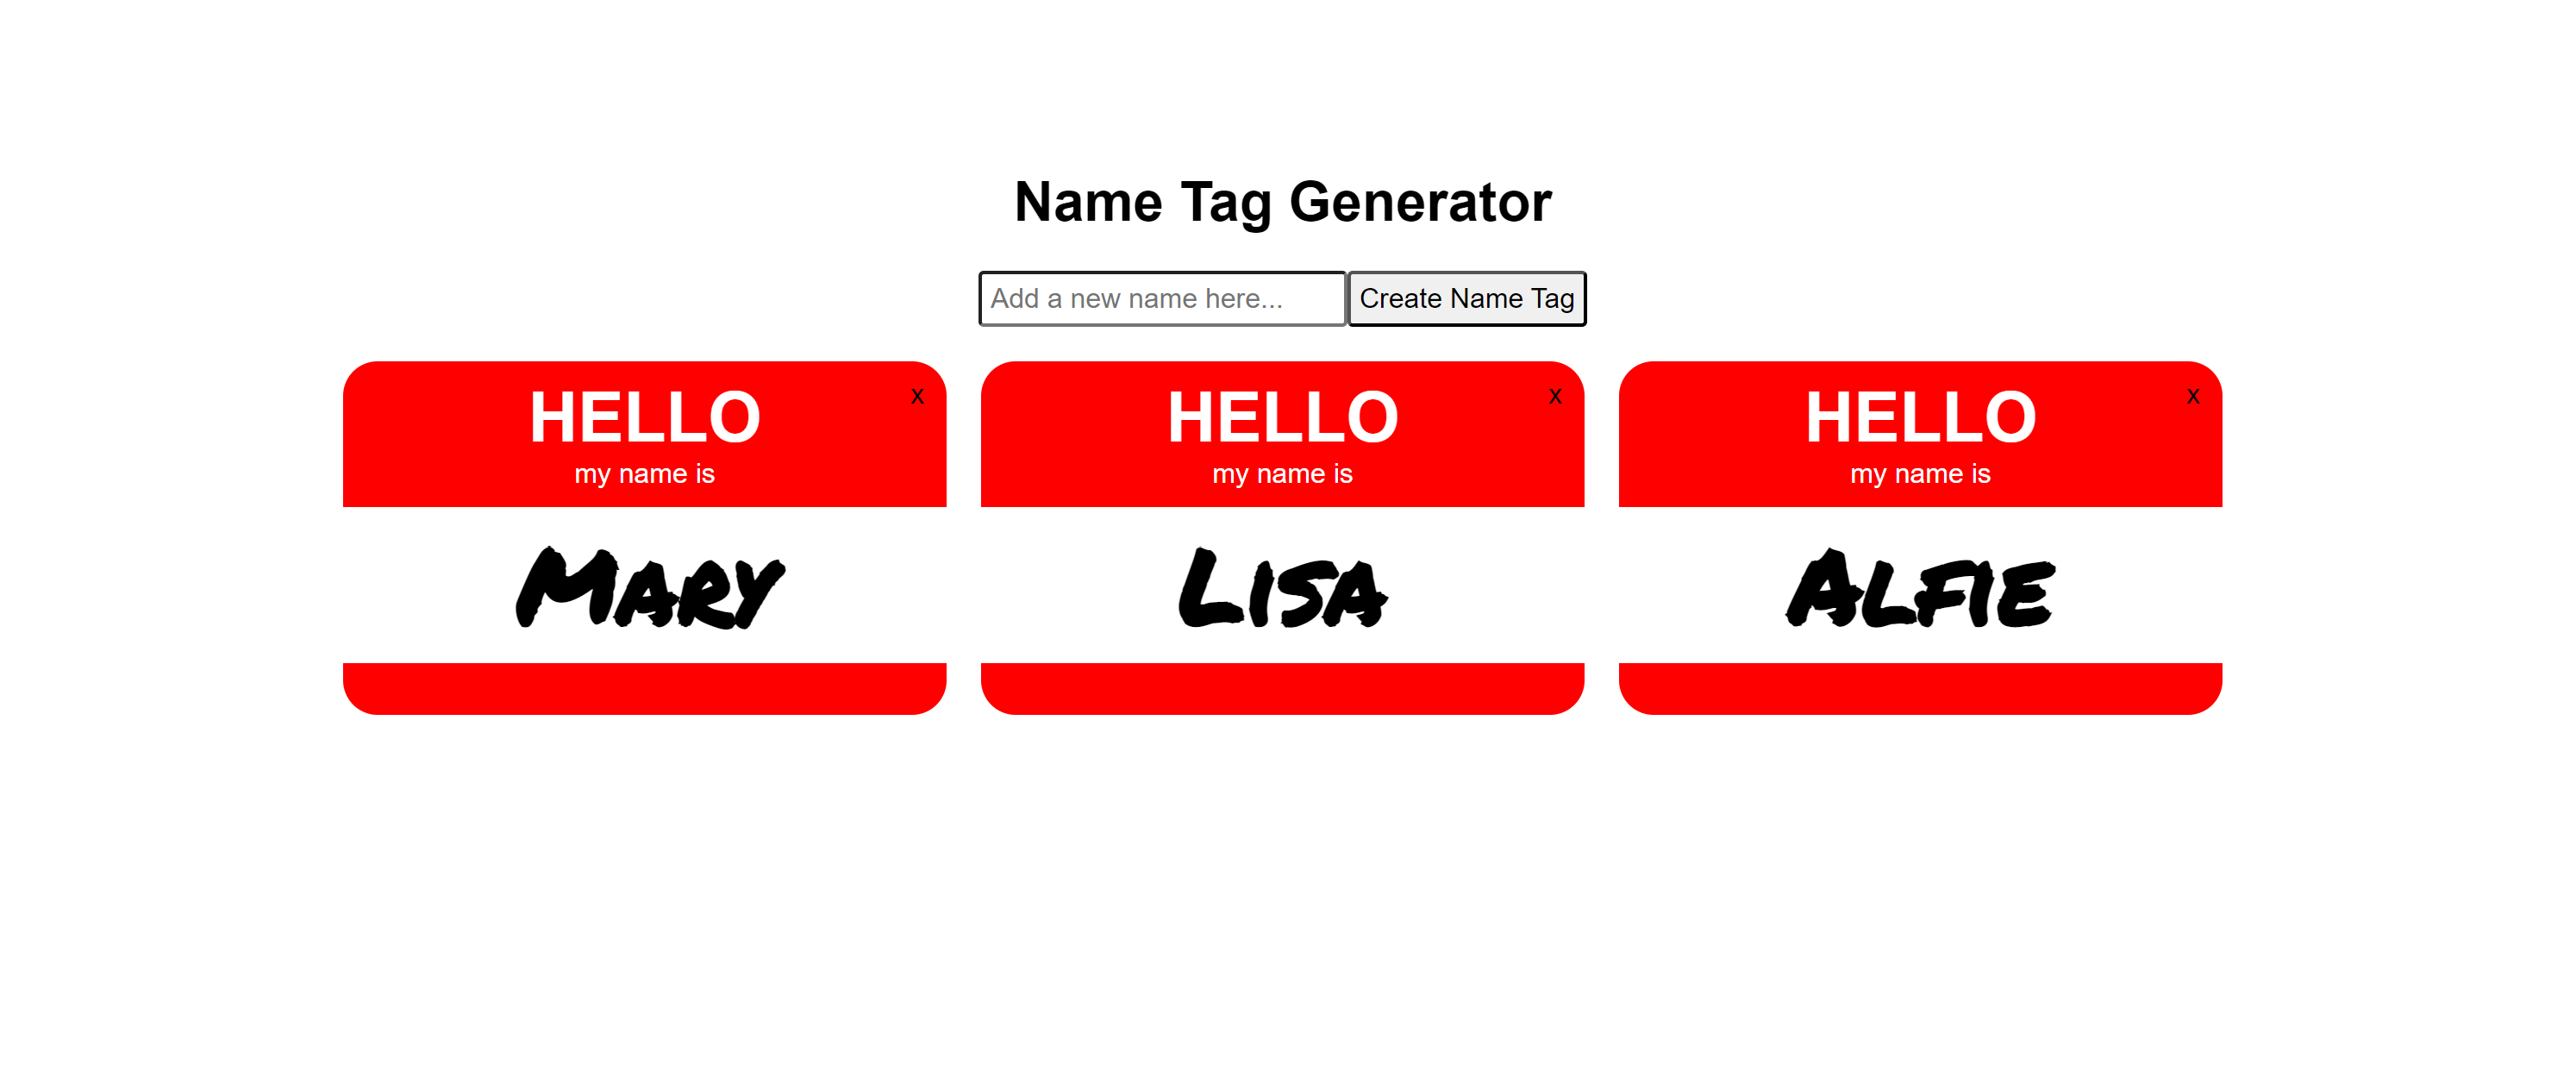 Name Tag Generator
Add a new name here... Create Name Tag
HELLO x HELLO x HELLO x
my name is my name is my name is
Mary Lisa Alfie